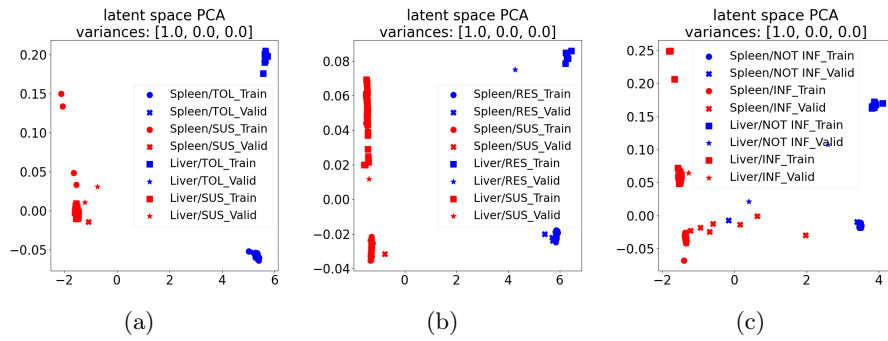 latent space PCA
variances: [1.0, 0.0, 0.0]
0.20
0.15
0.10
0.05
0.00
−0.05
−2
0
2
4
6
Spleen/TOL_Train
Spleen/TOL_Valid
Spleen/SUS_Train
Spleen/SUS_Valid
Liver/TOL_Train
Liver/TOL_Valid
Liver/SUS_Train
Liver/SUS_Valid
(a)
latent space PCA
variances: [1.0, 0.0, 0.0]
0.08
0.06
0.04
0.02
0.00
−0.02
−0.04
−2
0
2
4
6
Spleen/RES_Train
Spleen/RES_Valid
Spleen/SUS_Train
Spleen/SUS_Valid
Liver/RES_Train
Liver/RES_Valid
Liver/SUS_Train
Liver/SUS_Valid
(b)
latent space PCA
variances: [1.0, 0.0, 0.0]
0.25
0.20
0.15
0.10
0.05
0.00
−0.05
−2
0
2
4
Spleen/NOT INF_Train
Spleen/NOT INF_Valid
Spleen/INF_Train
Spleen/INF_Valid
Liver/NOT INF_Train
Liver/NOT INF_Valid
Liver/INF_Train
Liver/INF_Valid
(c)